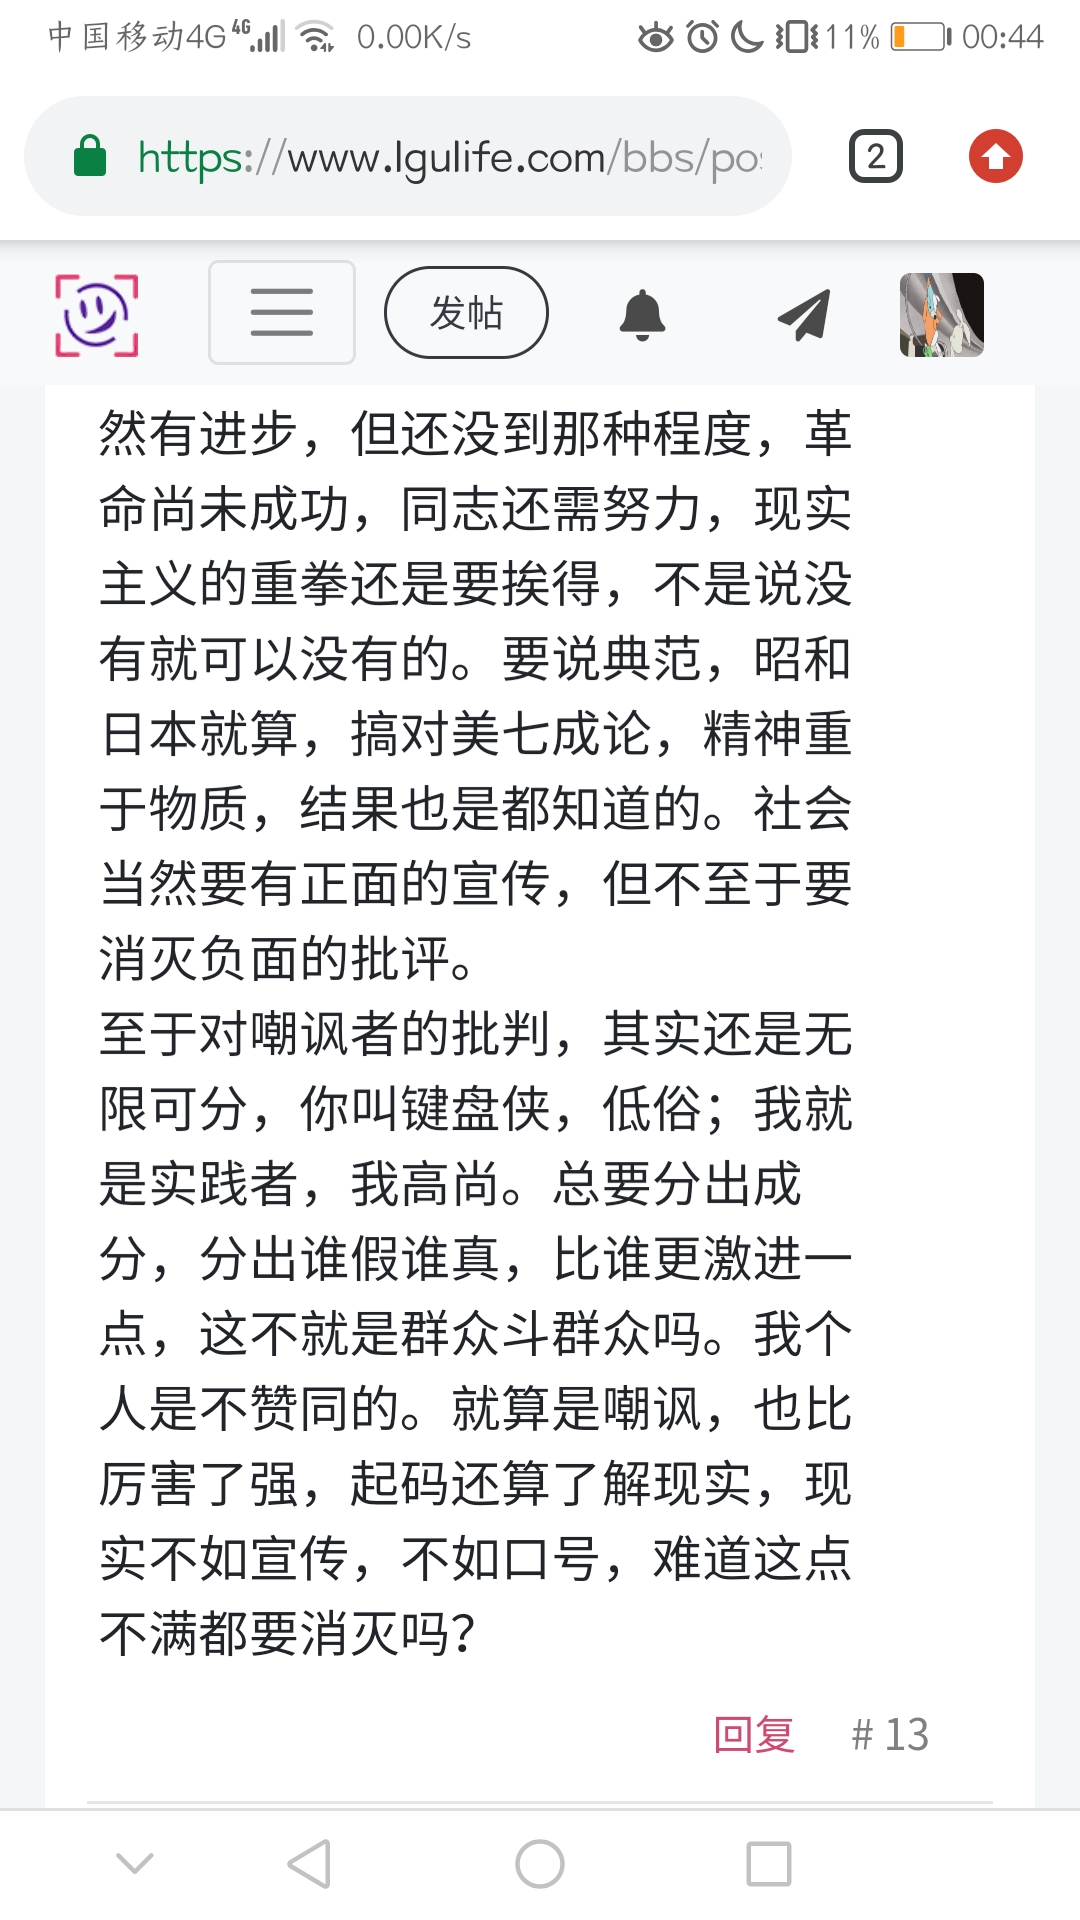 中国移动4G 4G 0.00K/s 11% 00:44
https://www.lgulife.com/bbs/pos
2
发帖
然有进步，但还没到那种程度，革
命尚未成功，同志还需努力，现实
主义的重拳还是要挨得，不是说没
有就可以没有的。要说典范，昭和
日本就算，搞对美七成论，精神重
于物质，结果也是都知道的。社会
当然要有正面的宣传，但不至于要
消灭负面的批评。
至于对嘲讽者的批判，其实还是无
限可分，你叫键盘侠，低俗；我就
是实践者，我高尚。总要分出成
分，分出谁假谁真，比谁更激进一
点，这不就是群众斗群众吗。我个
人是不赞同的。就算是嘲讽，也比
厉害了强，起码还算了解现实，现
实不如宣传，不如口号，难道这点
不满都要消灭吗？
回复 # 13